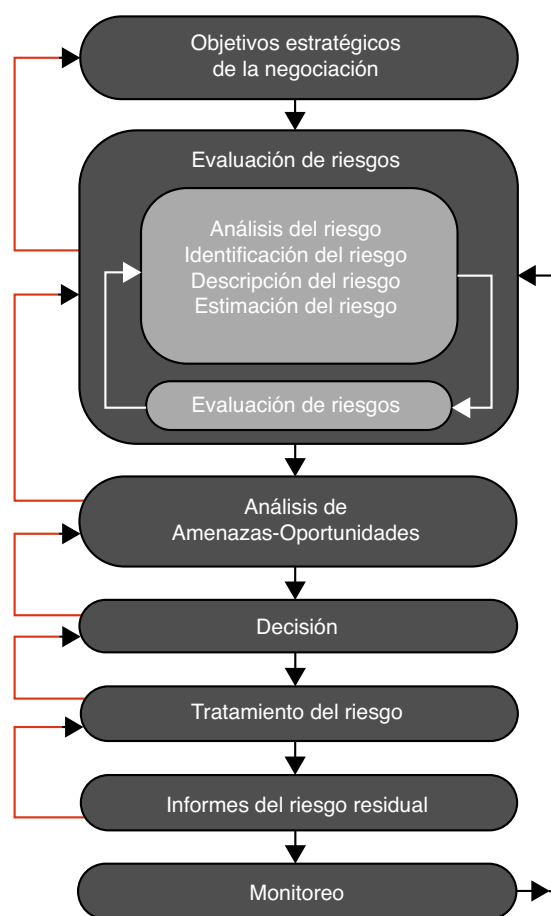 Objetivos estratégicos
de la negociación
Evaluación de riesgos
Análisis del riesgo
Identificación del riesgo
Descripción del riesgo
Estimación del riesgo
Evaluación de riesgos
Análisis de
Amenazas-Oportunidades
Decisión
Tratamiento del riesgo
Informes del riesgo residual
Monitoreo